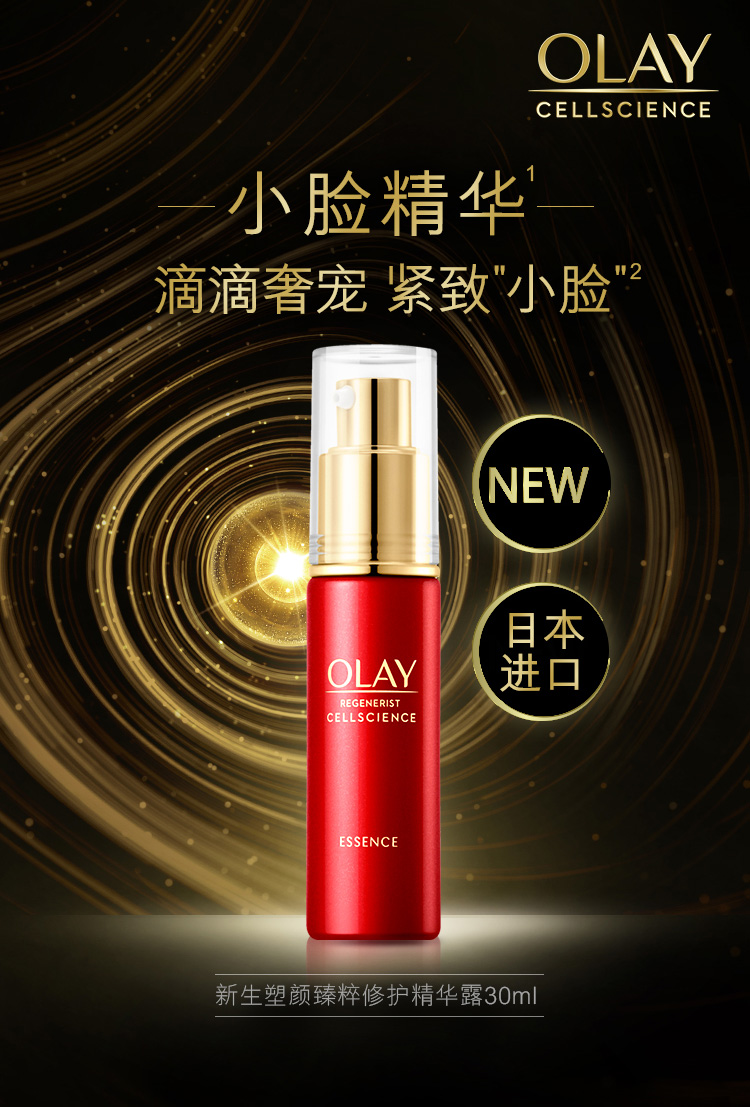 OLAY
CELLSCIENCE
小脸精华1
滴滴奢宠 紧致"小脸"2
NEW
日本
进口
OLAY
REGENERIST
CELLSCIENCE
ESSENCE
新生塑颜臻粹修护精华露30ml